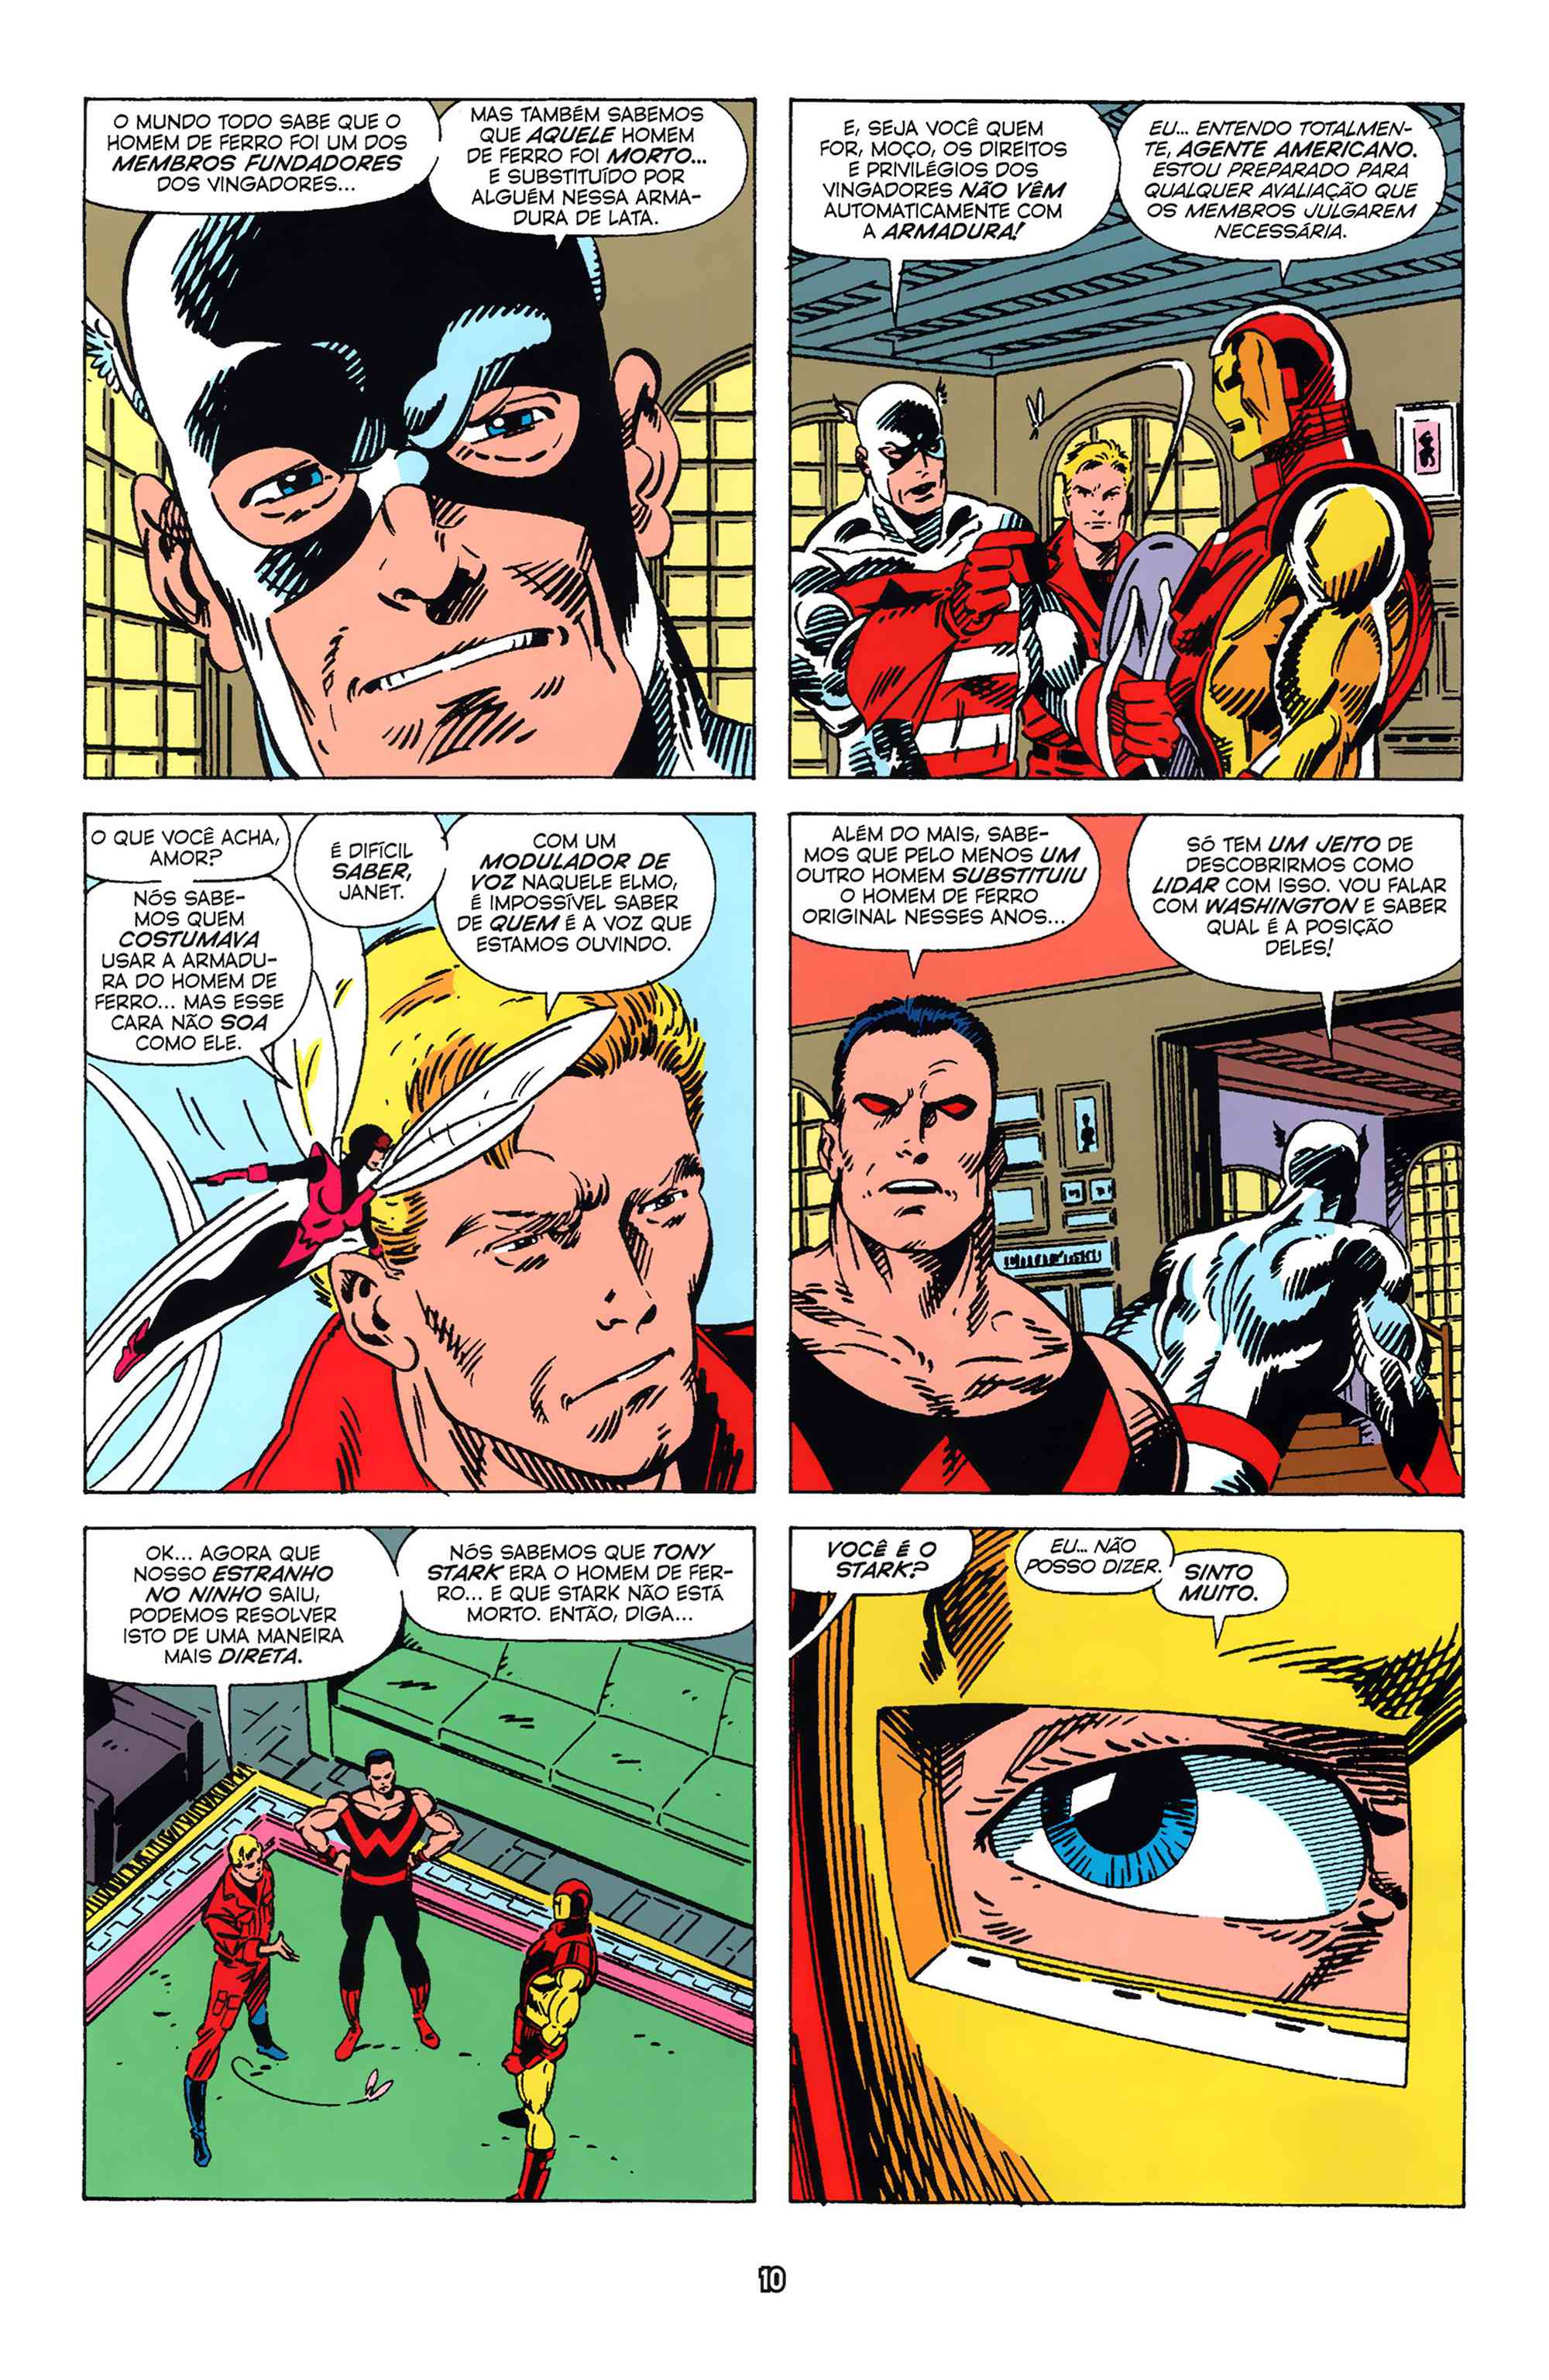 O MUNDO TODO SABE QUE O
HOMEM DE FERRO FOI UM DOS
MEMBROS FUNDADORES
DOS VINGADORES...
MAS TAMBÉM SABEMOS
QUE AQUELE HOMEM
DE FERRO FOI MORTO...
E SUBSTITUÍDO POR
ALGUÉM NESSA ARMA-
DURA DE LATA.
E, SEJA VOCÊ QUEM
FOR, MOÇO, OS DIREITOS
E PRIVILÉGIOS DOS
VINGADORES NÃO VÊM
AUTOMATICAMENTE COM
A ARMADURA!
EU... ENTENDO TOTALMEN-
TE, AGENTE AMERICANO.
ESTOU PREPARADO PARA
QUALQUER AVALIAÇÃO QUE
OS MEMBROS JULGAREM
NECESSÁRIA.
O QUE VOCÊ ACHA,
AMOR?
NÓS SABE-
MOS QUEM
COSTUMAVA
USAR A ARMADU-
RA DO HOMEM DE
FERRO... MAS ESSE
CARA NÃO SOA
COMO ELE.
É DIFÍCIL
SABER,
JANET.
COM UM
MODULADOR DE
VOZ NAQUELE ELMO,
É IMPOSSÍVEL SABER
DE QUEM É A VOZ QUE
ESTAMOS OUVINDO.
ALÉM DO MAIS, SABE-
MOS QUE PELO MENOS UM
OUTRO HOMEM SUBSTITUIU
O HOMEM DE FERRO
ORIGINAL NESSES ANOS...
SÓ TEM UM JEITO DE
DESCOBRIRMOS COMO
LIDAR COM ISSO. VOU FALAR
COM WASHINGTON E SABER
QUAL É A POSIÇÃO
DELES!
OK... AGORA QUE
NOSSO ESTRANHO
NO NINHO SAIU,
PODEMOS RESOLVER
ISTO DE UMA MANEIRA
MAIS DIRETA.
NÓS SABEMOS QUE TONY
STARK ERA O HOMEM DE FER-
RO... E QUE STARK NÃO ESTÁ
MORTO. ENTÃO, DIGA...
VOCÊ É O
STARK?
EU... NÃO
POSSO DIZER.
SINTO
MUITO.
10